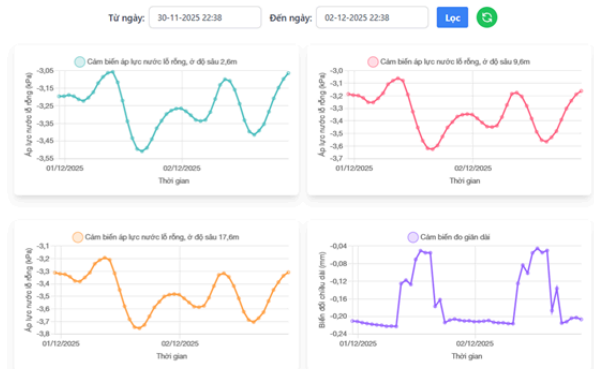 Từ ngày: 30-11-2025 22:38 Đến ngày: 02-12-2025 22:38 Lọc
Cảm biến áp lực nước lỗ rỗng, ở độ sâu 2,6m
Áp lực nước lỗ rỗng (kPa)
-3,05
-3,15
-3,25
-3,35
-3,45
-3,55
01/12/2025
02/12/2025
Thời gian
Cảm biến áp lực nước lỗ rỗng, ở độ sâu 9,6m
Áp lực nước lỗ rỗng (kPa)
-3,0
-3,1
-3,2
-3,3
-3,4
-3,5
-3,6
-3,7
01/12/2025
02/12/2025
Thời gian
Cảm biến áp lực nước lỗ rỗng, ở độ sâu 17,6m
Áp lực nước lỗ rỗng (kPa)
-3,1
-3,2
-3,3
-3,4
-3,5
-3,6
-3,7
-3,8
01/12/2025
02/12/2025
Thời gian
Cảm biến đo giãn dài
Biến đổi chiều dài (mm)
-0,04
-0,08
-0,12
-0,16
-0,20
-0,24
01/12/2025
02/12/2025
Thời gian